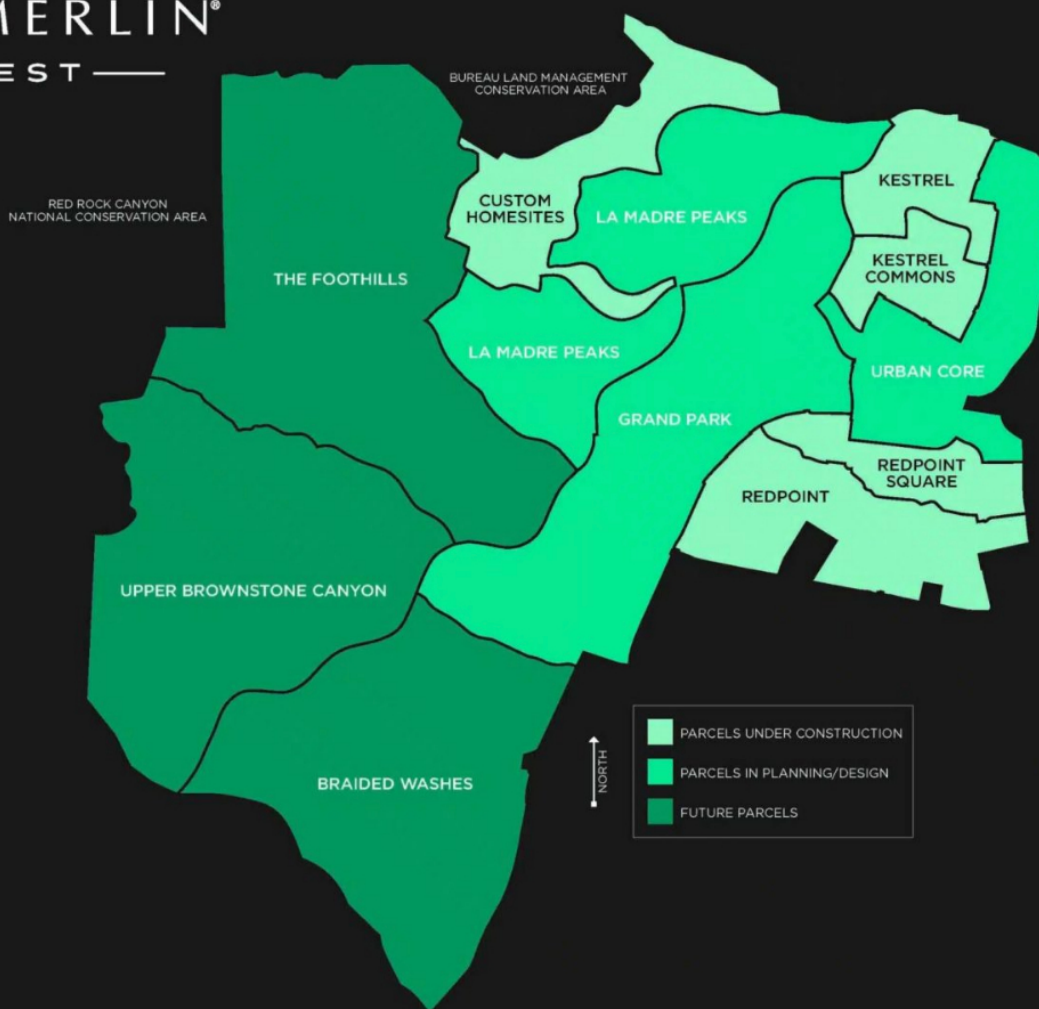 MERLIN®
EST
BUREAU LAND MANAGEMENT
CONSERVATION AREA
RED ROCK CANYON
NATIONAL CONSERVATION AREA
KESTREL
CUSTOM
HOMESITES
LA MADRE PEAKS
KESTREL
COMMONS
THE FOOTHILLS
LA MADRE PEAKS
URBAN CORE
GRAND PARK
REDPOINT
SQUARE
REDPOINT
UPPER BROWNSTONE CANYON
BRAIDED WASHES
NORTH
PARCELS UNDER CONSTRUCTION
PARCELS IN PLANNING/DESIGN
FUTURE PARCELS